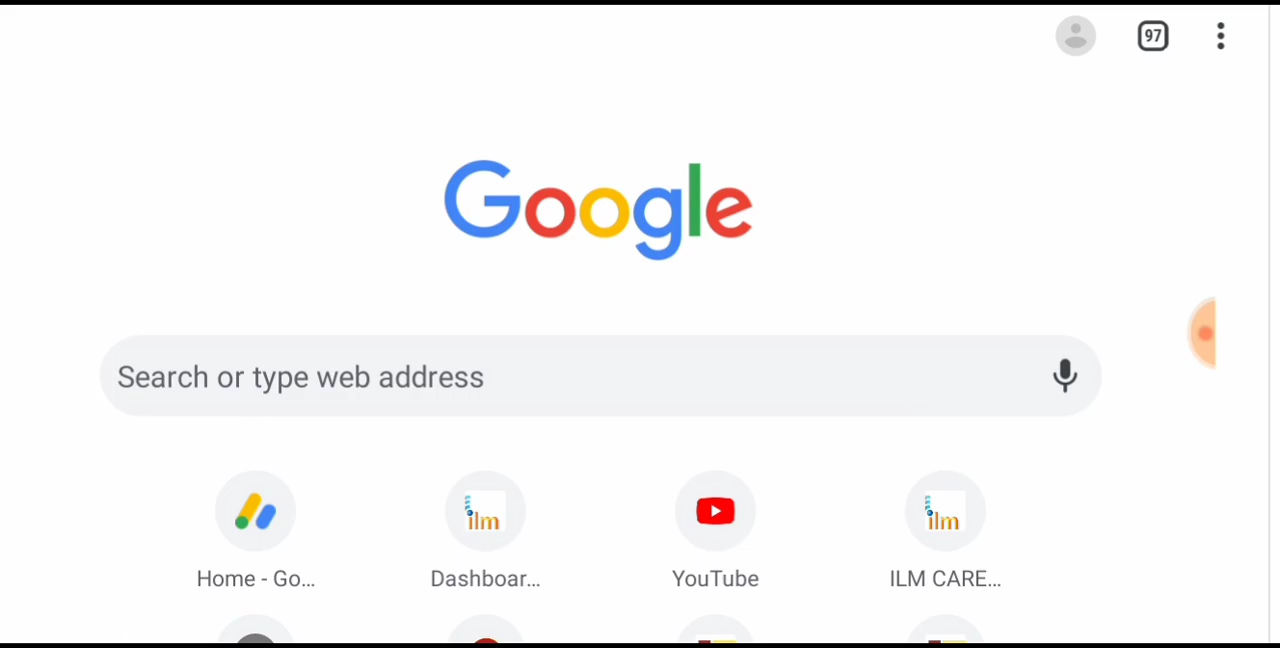 97
Google
Search or type web address
ilm
ilm
Home - Go...
Dashboar...
YouTube
ILM CARE...